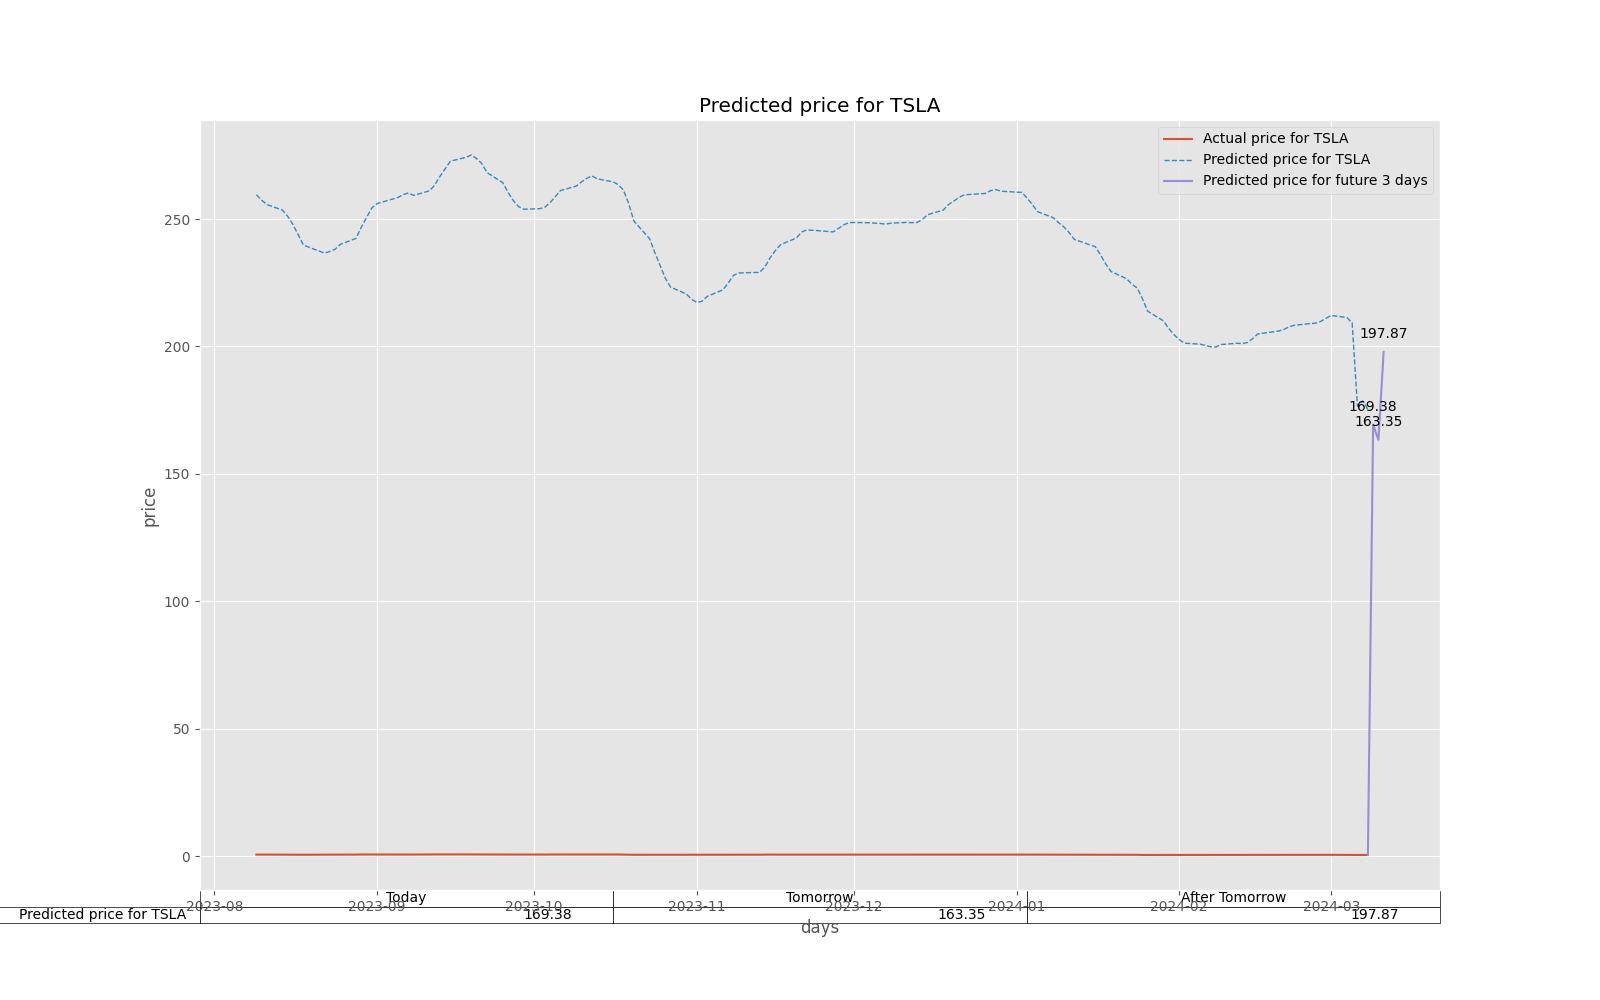 Predicted price for TSLA
Actual price for TSLA
Predicted price for TSLA
Predicted price for future 3 days
250
200
150
100
50
0
price
197.87
169.38
163.35
Today Tomorrow After Tomorrow
2023-08 2023-09 2023-10 2023-11 2023-12 2024-01 2024-02 2024-03
Predicted price for TSLA 169.38 163.35 197.87
days